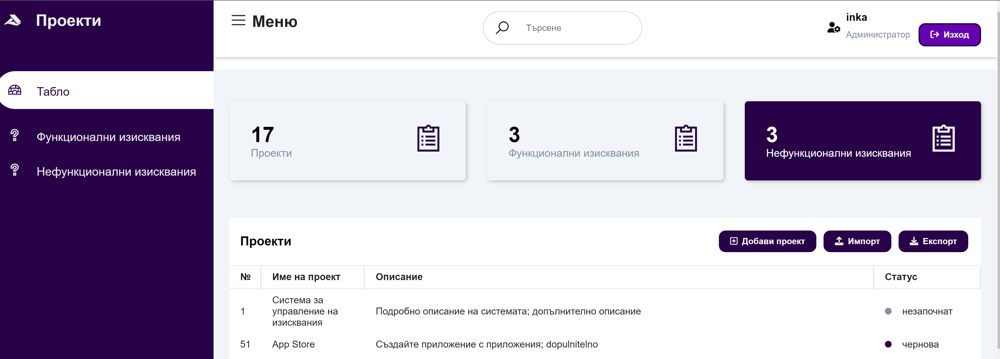 Проекти
Меню
Търсене
inka
Администратор
Изход
Табло
Функционални изисквания
Нефункционални изисквания
17
Проекти
3
Функционални изисквания
3
Нефункционални изисквания
Проекти
Добави проект
Импорт
Експорт
№ Име на проект Описание Статус
Система за
управление на
изисквания
1 Подробно описание на системата; допълнително описание незапочнат
51 App Store Създайте приложение с приложения; dopulnitelno чернова